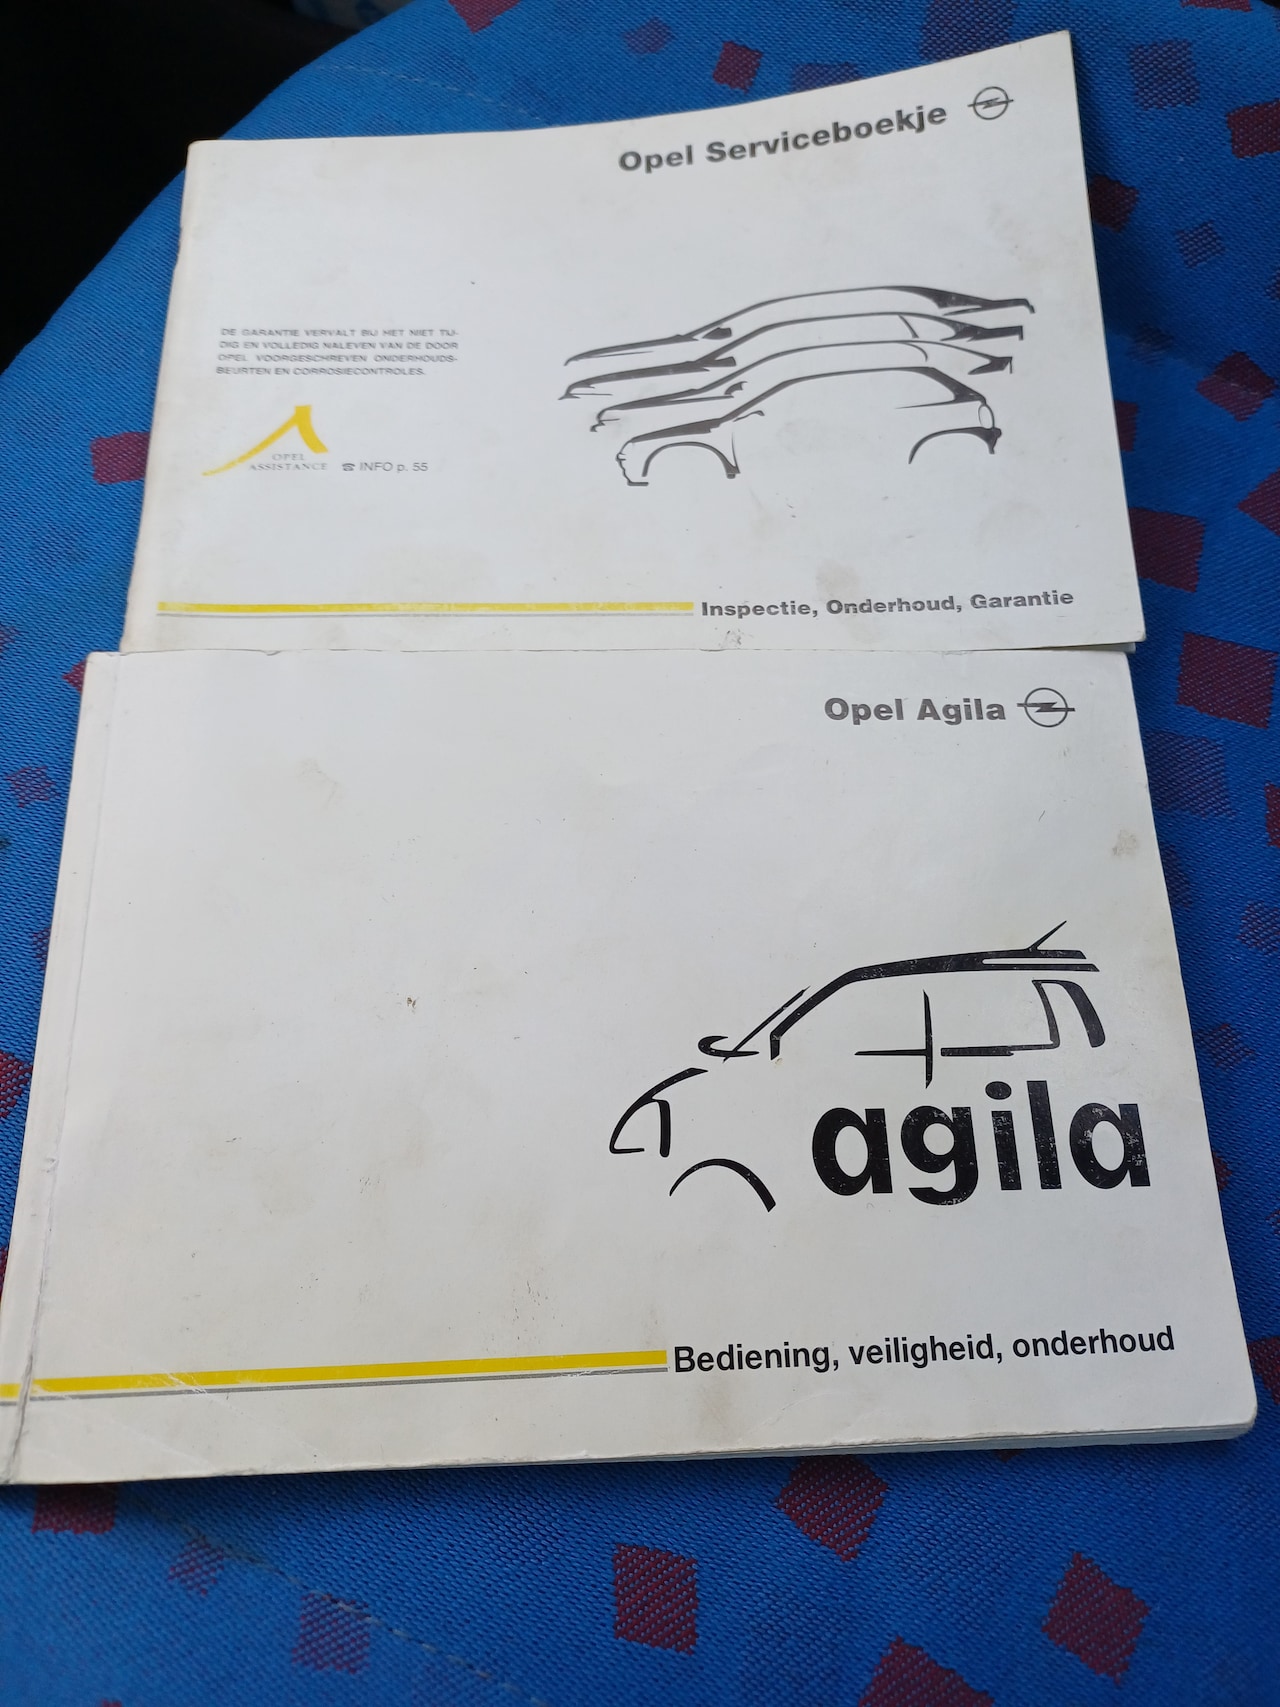 Opel Serviceboekje
DE GARANTIE VERVALT BIJ HET NIET TIJ-
DIG EN VOLLEDIG NALEVEN VAN DE DOOR
OPEL VOORGESCHREVEN ONDERHOUDS-
BEURTEN EN CORROSIECONTROLES.
OPEL
ASSISTANCE
☎ INFO p. 55
Inspectie, Onderhoud, Garantie
Opel Agila
agila
Bediening, veiligheid, onderhoud